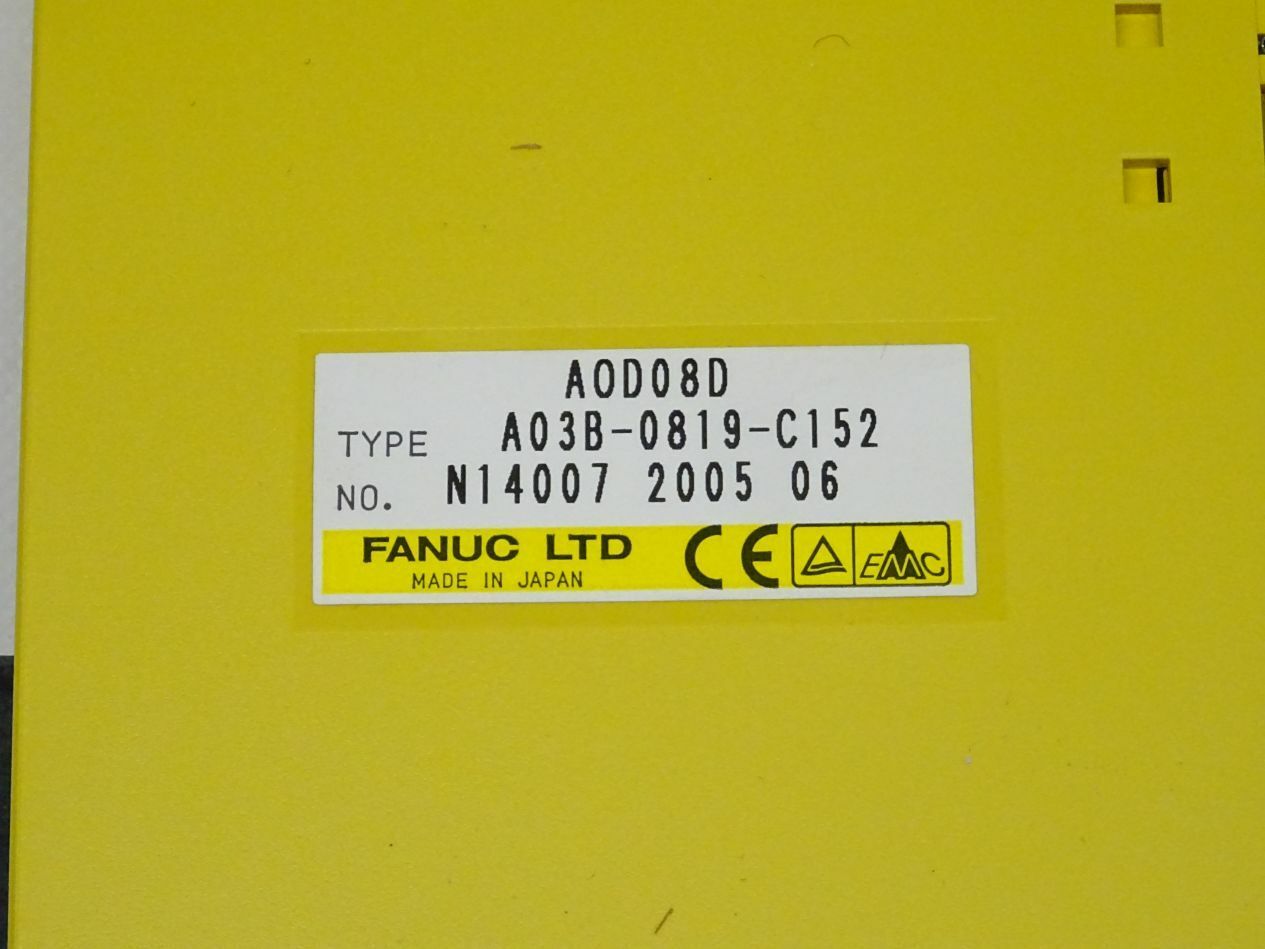 AOD08D
TYPE A03B-0819-C152
NO. N14007 2005 06
FANUC LTD
MADE IN JAPAN
CE
EMC